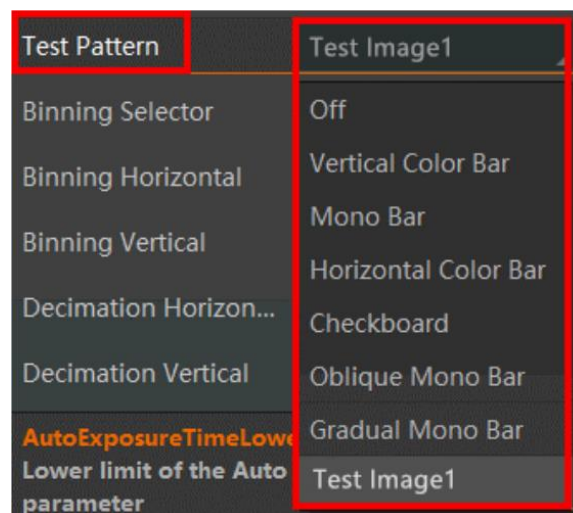 Test Pattern
Test Image1
Binning Selector
Off
Binning Horizontal
Vertical Color Bar
Mono Bar
Binning Vertical
Horizontal Color Bar
Decimation Horizon...
Checkboard
Decimation Vertical
Oblique Mono Bar
AutoExposureTimeLowe
Gradual Mono Bar
Lower limit of the Auto
Test Image1
parameter